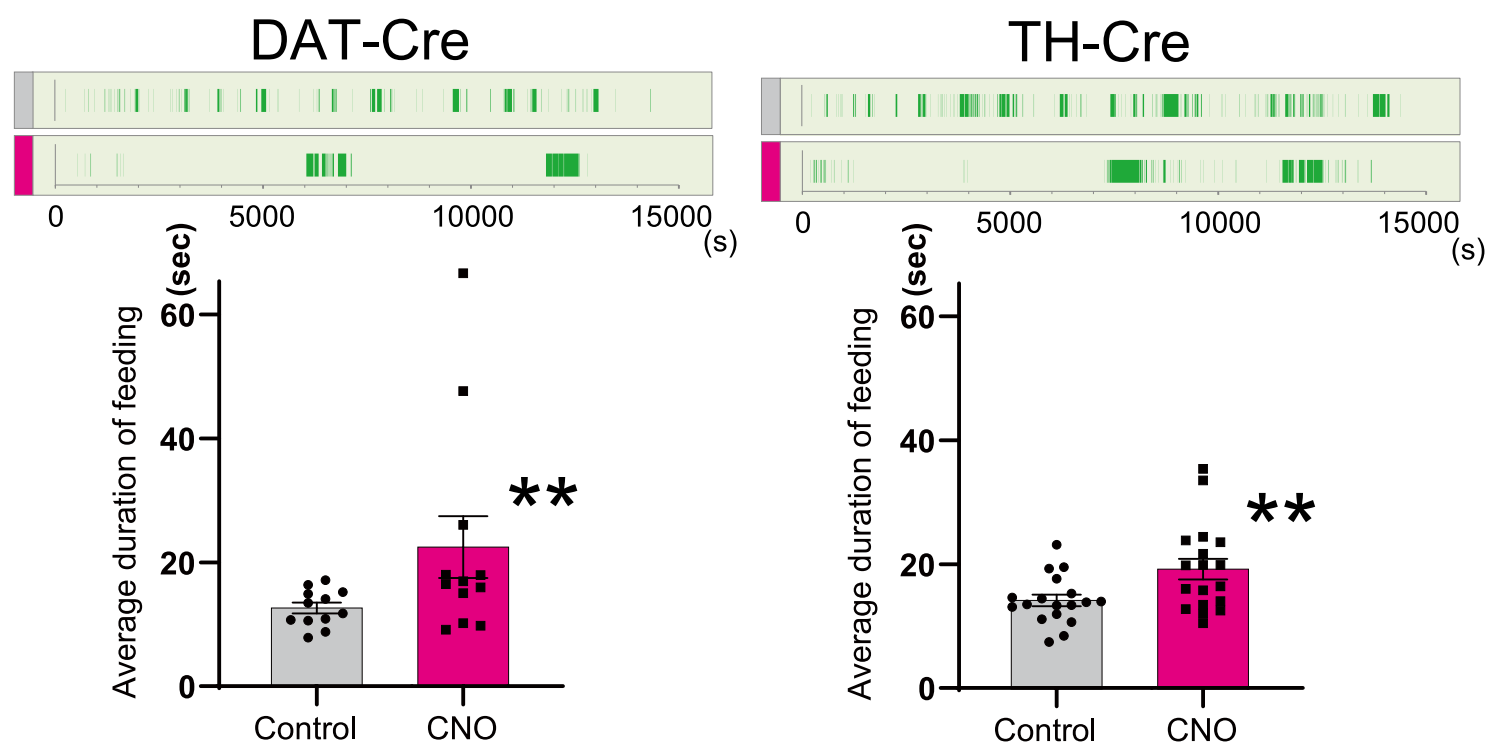 DAT-Cre
0 5000 10000 15000
(s)
(sec)
Average duration of feeding
60
40
20
0
**
Control CNO
TH-Cre
0 5000 10000 15000
(s)
(sec)
Average duration of feeding
60
40
20
0
**
Control CNO